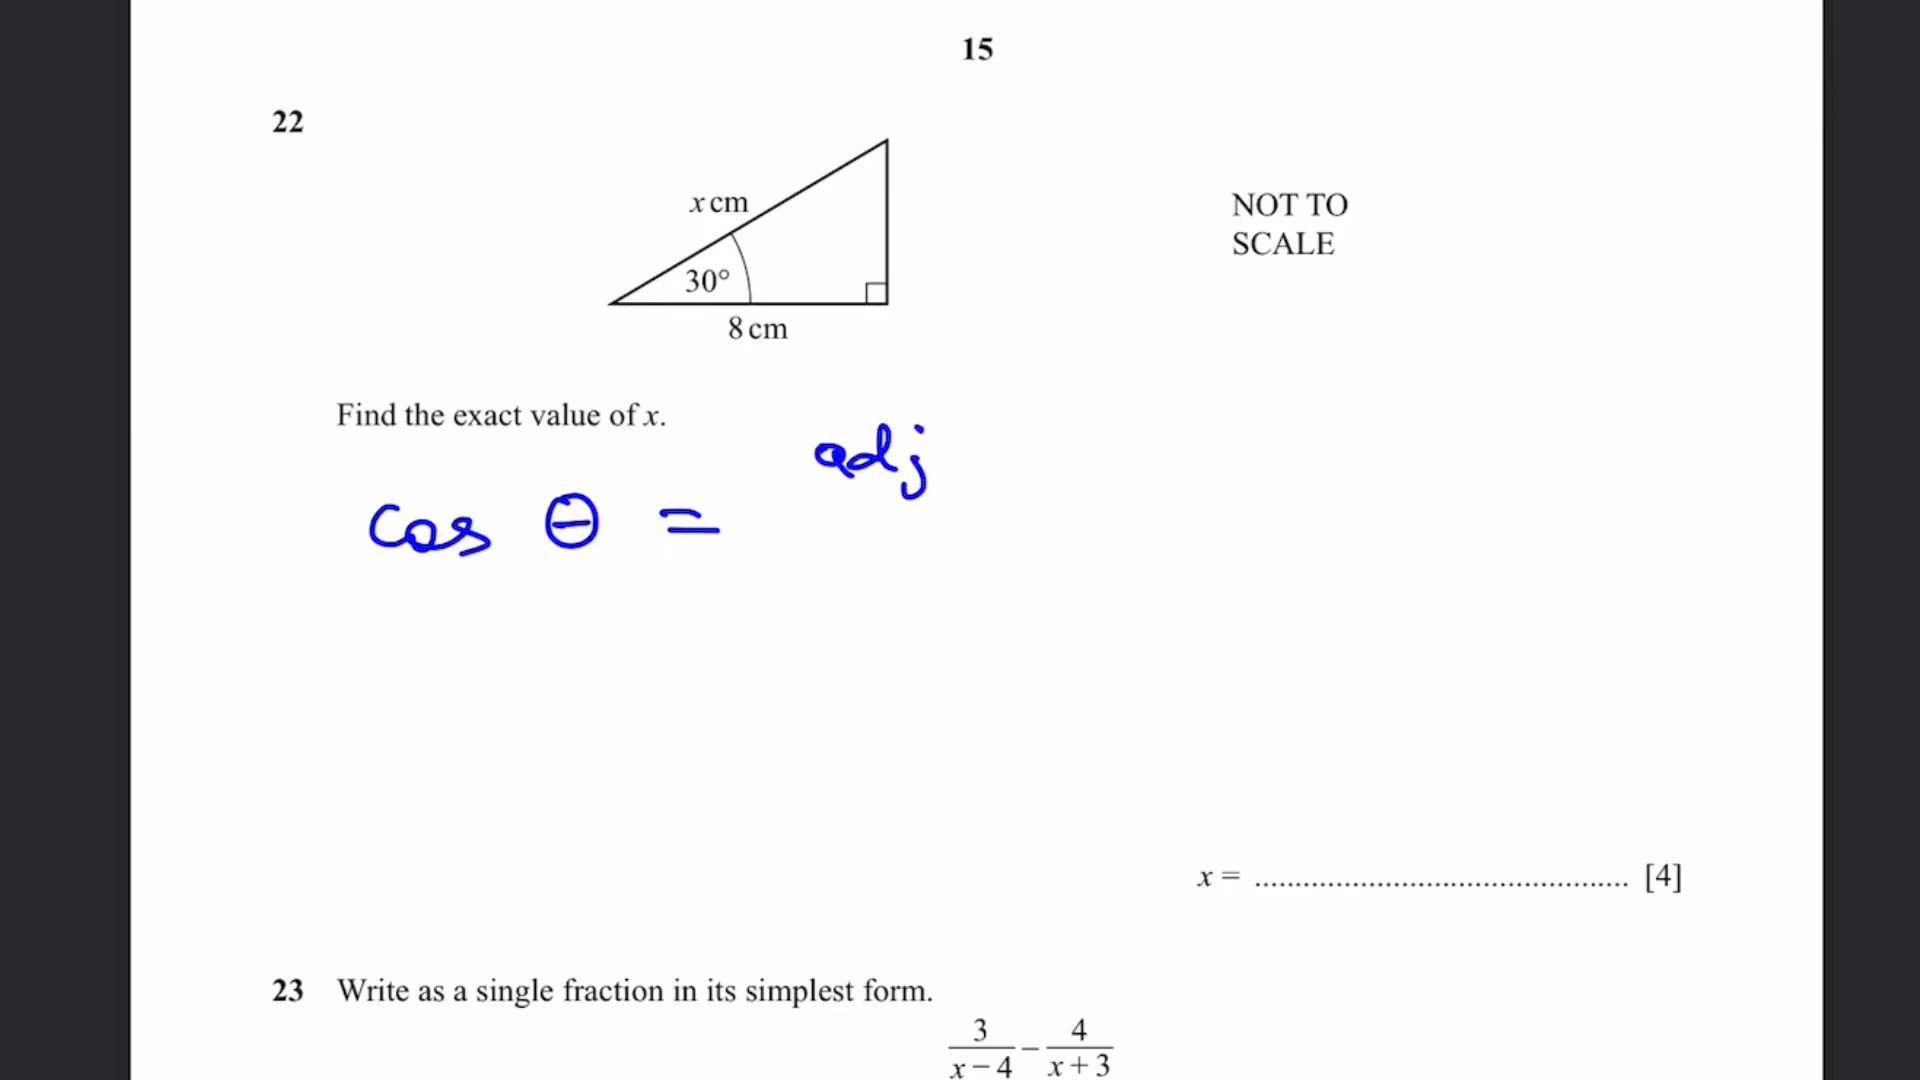 15
22
x cm
NOT TO
SCALE
30°
8 cm
Find the exact value of x.
adj
cos θ =
x = ............................................. [4]
23 Write as a single fraction in its simplest form.
3/(x − 4) − 4/(x + 3)